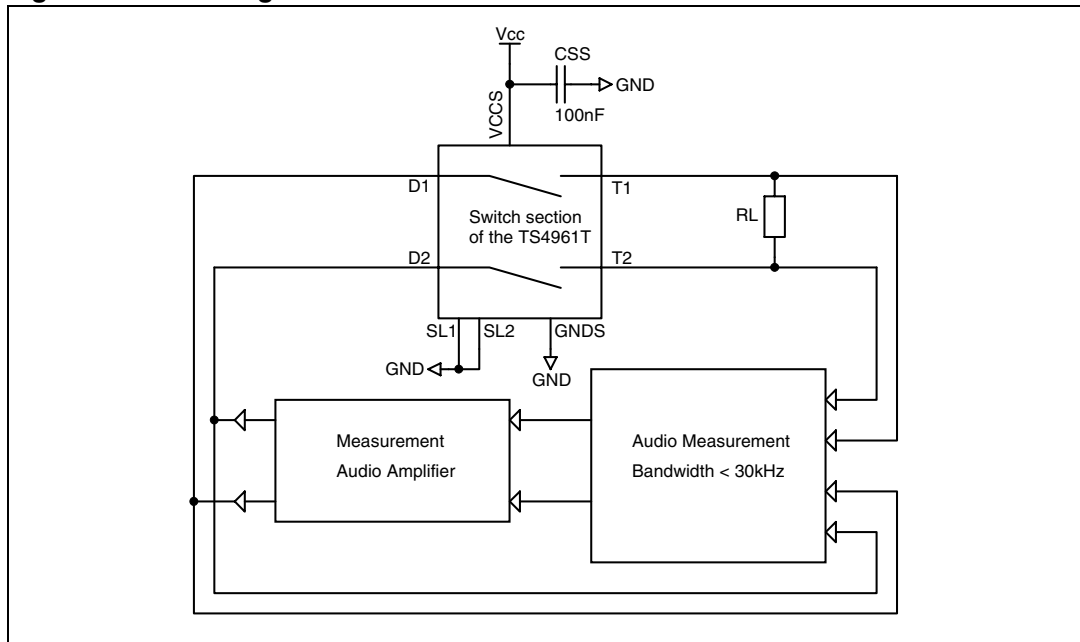 Vcc
CSS
GND
100nF
VCCS
D1
T1
Switch section
of the TS4961T
RL
D2
T2
SL1
SL2
GNDS
GND
GND
Measurement
Audio Amplifier
Audio Measurement
Bandwidth < 30kHz